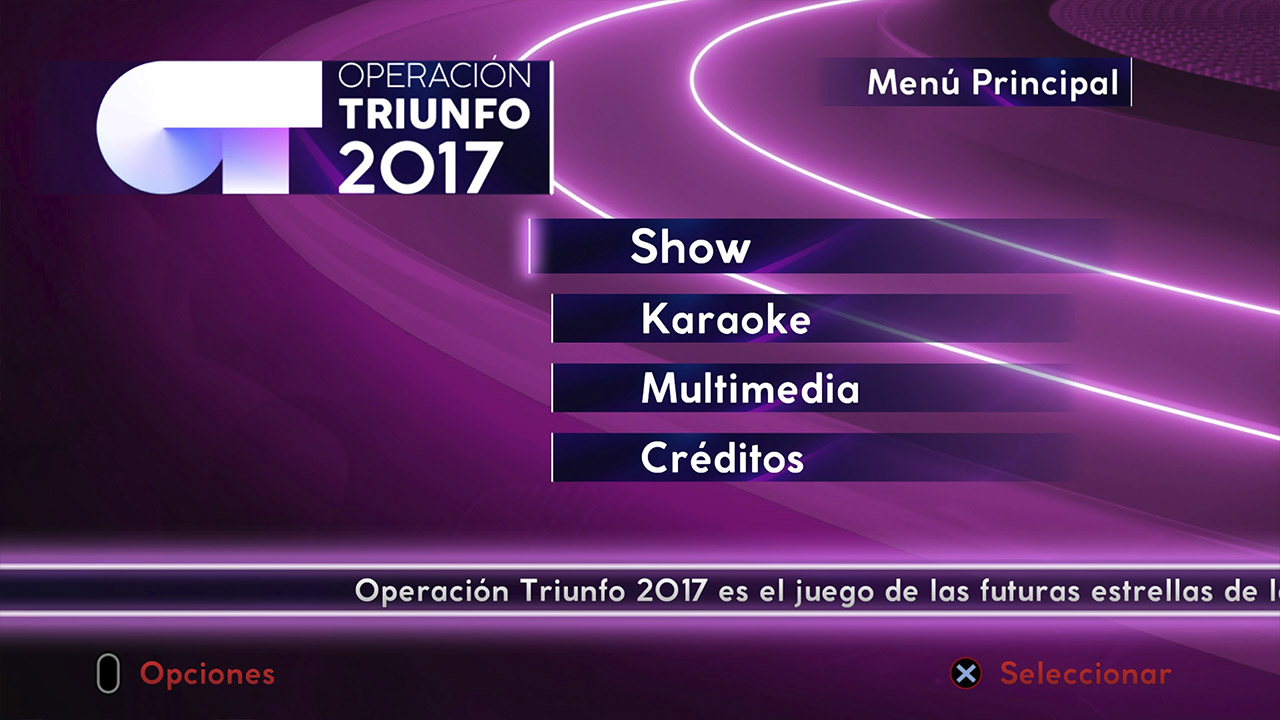 OPERACIÓN
TRIUNFO
2017
Menú Principal
Show
Karaoke
Multimedia
Créditos
Operación Triunfo 2017 es el juego de las futuras estrellas de
Opciones
Seleccionar